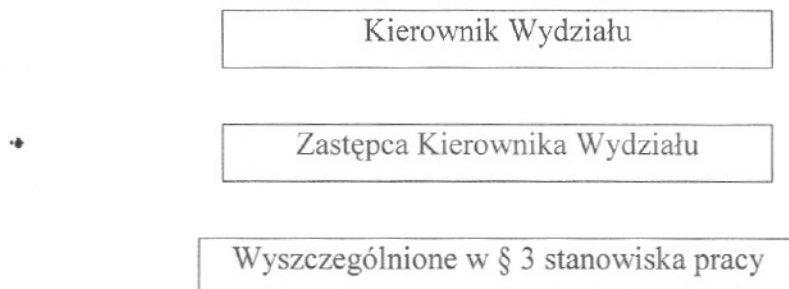 Kierownik Wydziału
Zastępca Kierownika Wydziału
Wyszczególnione w § 3 stanowiska pracy